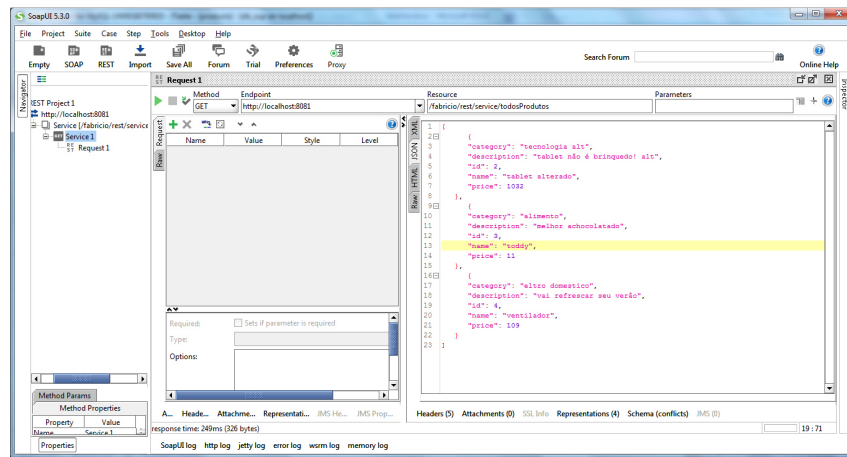 SoapUI 5.3.0
File Project Suite Case Step Tools Desktop Help
Empty SOAP REST Import Save All Forum Trial Preferences Proxy Search Forum Online Help
Navigator
REST Project 1
http://localhost:8081
Service [/fabricio/rest/service
Service 1
Request 1
Method Params
Method Properties
Property Value
Name Service 1
Properties
Request 1
Method Endpoint Resource Parameters
GET http://localhost:8081 /fabricio/rest/service/todosProdutos
Inspector
Request
Raw
Name Value Style Level
Required: Sets if parameter is required
Type:
Options:
A... Heade... Attachme... Representati... JMS He... JMS Prop...
XML
JSON
HTML
Raw
1 [
2 {
3 "category": "tecnologia alt",
4 "description": "tablet não é brinquedo! alt",
5 "id": 2,
6 "name": "tablet alterado",
7 "price": 1032
8 },
9 {
10 "category": "alimento",
11 "description": "melhor achocolatado",
12 "id": 3,
13 "name": "toddy",
14 "price": 11
15 },
16 {
17 "category": "eltro domestico",
18 "description": "vai refrescar seu verão",
19 "id": 4,
20 "name": "ventilador",
21 "price": 109
22 }
23 ]
Headers (5) Attachments (0) SSL Info Representations (4) Schema (conflicts) JMS (0)
response time: 249ms (326 bytes) 19 : 71
SoapUI log http log jetty log error log wsrm log memory log